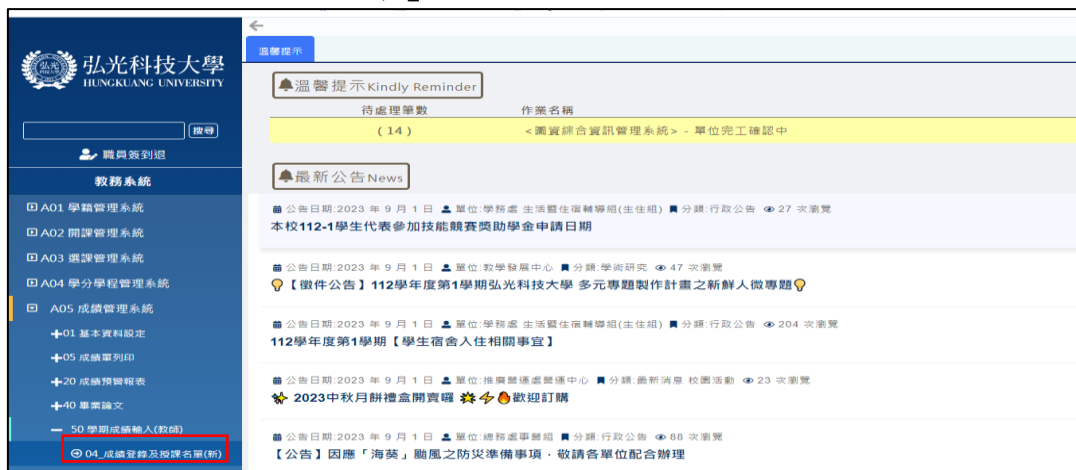 弘光科技大學
HUNGKUANG UNIVERSITY
搜尋
職員簽到退
教務系統
A01 學籍管理系統
A02 開課管理系統
A03 選課管理系統
A04 學分學程管理系統
A05 成績管理系統
01 基本資料設定
05 成績單列印
20 成績預警報表
40 畢業論文
50 學期成績輸入(教師)
04_成績登錄及授課名單(新)
溫馨提示
溫馨提示Kindly Reminder
待處理筆數 作業名稱
( 14 ) <圖資綜合資訊管理系統> - 單位完工確認中
最新公告News
公告日期:2023 年 9 月 1 日 單位:學務處 生活暨住宿輔導組(生住組) 分類:行政公告 27 次瀏覽
本校112-1學生代表參加技能競賽獎助學金申請日期
公告日期:2023 年 9 月 1 日 單位:教學發展中心 分類:學術研究 47 次瀏覽
【徵件公告】112學年度第1學期弘光科技大學 多元專題製作計畫之新鮮人微專題
公告日期:2023 年 9 月 1 日 單位:學務處 生活暨住宿輔導組(生住組) 分類:行政公告 204 次瀏覽
112學年度第1學期【學生宿舍入住相關事宜】
公告日期:2023 年 9 月 1 日 單位:推廣營運處營運中心 分類:最新消息 校園活動 23 次瀏覽
2023中秋月餅禮盒開賣囉 歡迎訂購
公告日期:2023 年 9 月 1 日 單位:總務處事營組 分類:行政公告 88 次瀏覽
【公告】因應「海葵」颱風之防災準備事項，敬請各單位配合辦理